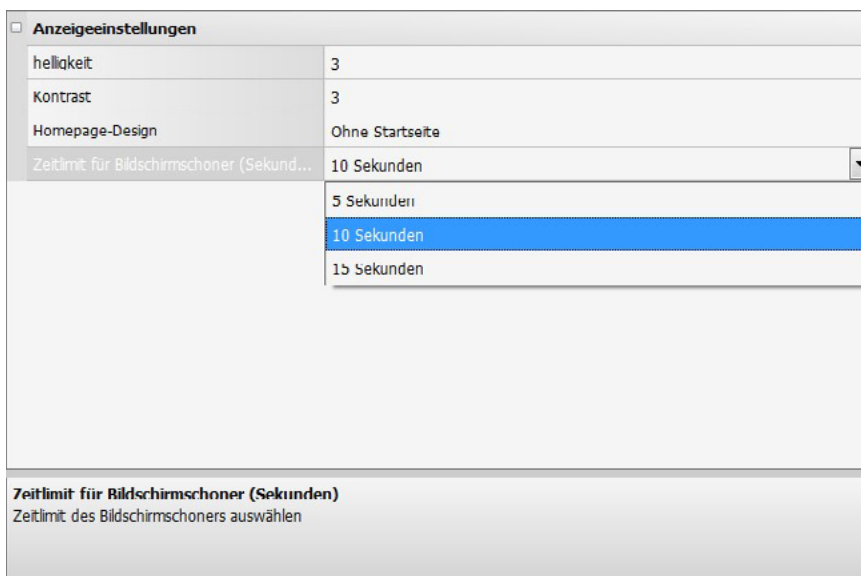 Anzeigeeinstellungen
helligkeit 3
Kontrast 3
Homepage-Design Ohne Startseite
Zeitlimit für Bildschirmschoner (Sekund... 10 Sekunden
5 Sekunden
10 Sekunden
15 Sekunden
Zeitlimit für Bildschirmschoner (Sekunden)
Zeitlimit des Bildschirmschoners auswählen